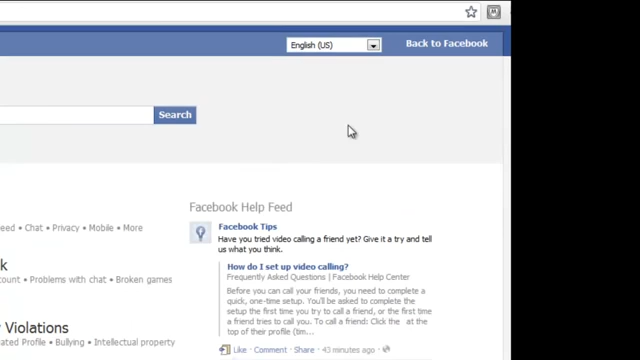 English (US)
Back to Facebook
Search
Facebook Help Feed
Facebook Tips
Have you tried video calling a friend yet? Give it a try and tell
us what you think.
eed • Chat • Privacy • Mobile • More
k
How do I set up video calling?
Frequently Asked Questions | Facebook Help Center
ount • Problems with chat • Broken games
Before you can call your friends, you need to complete a
quick, one-time setup. You'll be asked to complete the
setup the first time you try to call a friend, or the first time
a friend tries to call you. To call a friend: Click the at the
top of their profile (tim...
Violations
ated Profile • Bullying • Intellectual property
Like · Comment · Share · 43 minutes ago ·